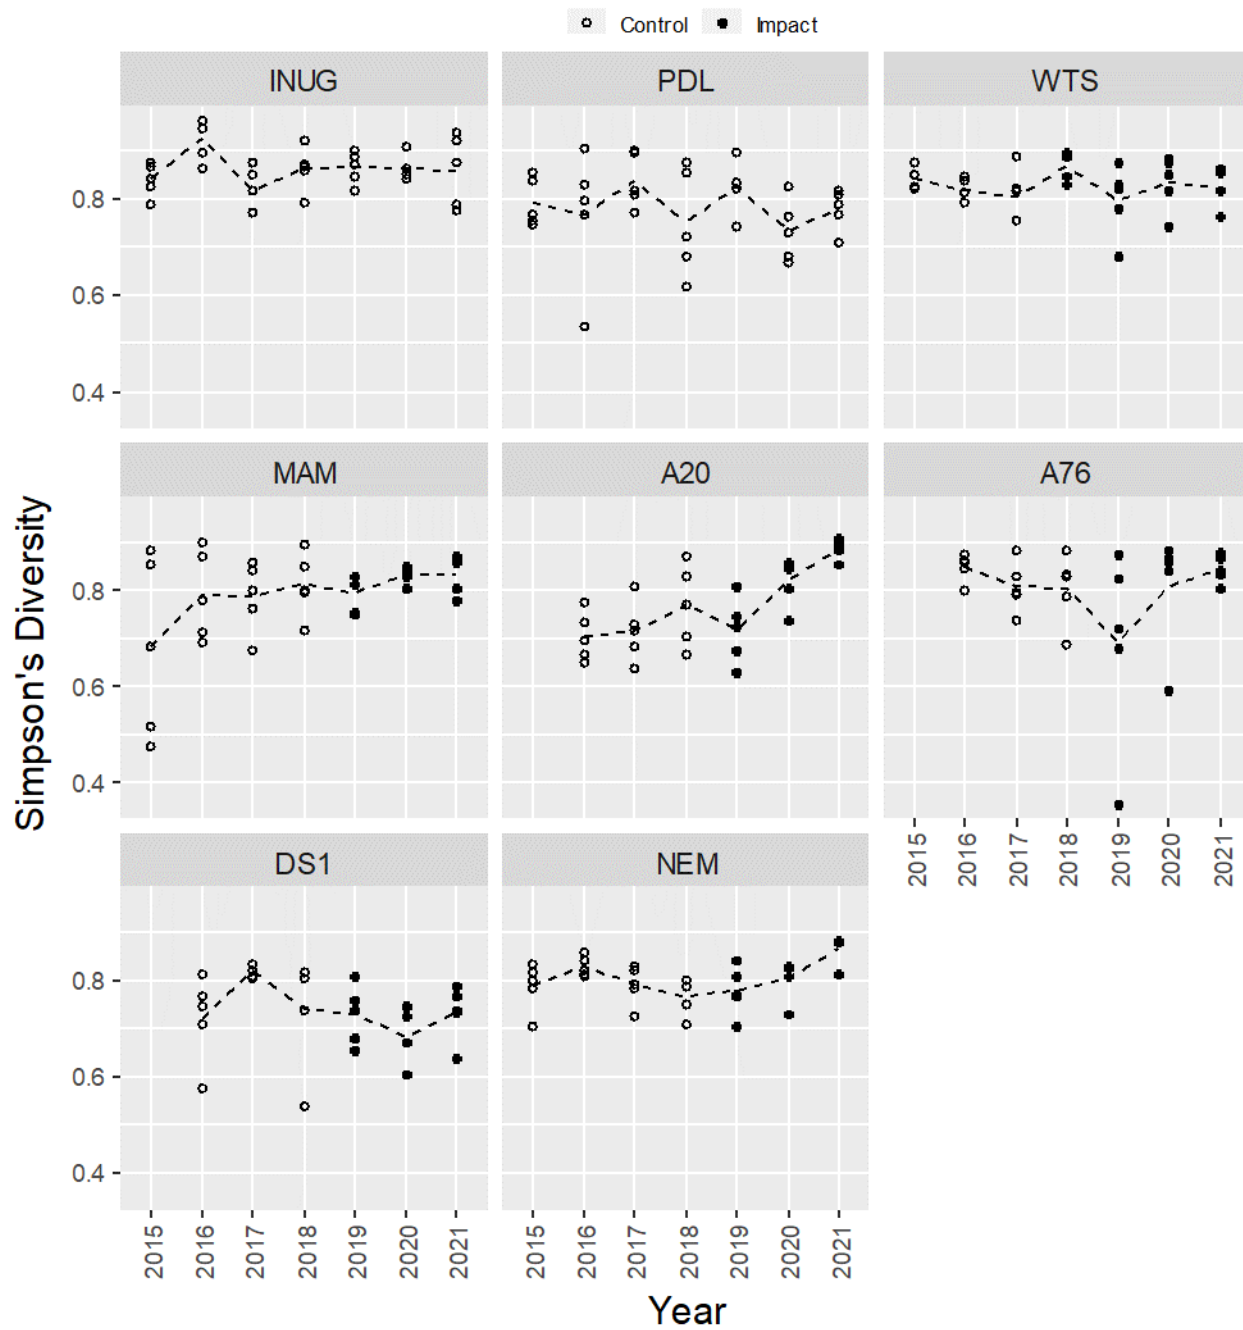 Control Impact
INUG PDL WTS
0.8
0.6
0.4
MAM A20 A76
0.8
0.6
0.4
2015 2016 2017 2018 2019 2020 2021
DS1 NEM
0.8
0.6
0.4
2015 2016 2017 2018 2019 2020 2021 2015 2016 2017 2018 2019 2020 2021
Simpson's Diversity
Year